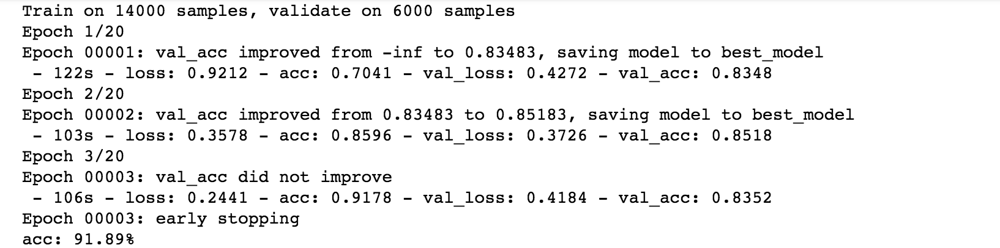 Train on 14000 samples, validate on 6000 samples
Epoch 1/20
Epoch 00001: val_acc improved from -inf to 0.83483, saving model to best_model
 - 122s - loss: 0.9212 - acc: 0.7041 - val_loss: 0.4272 - val_acc: 0.8348
Epoch 2/20
Epoch 00002: val_acc improved from 0.83483 to 0.85183, saving model to best_model
 - 103s - loss: 0.3578 - acc: 0.8596 - val_loss: 0.3726 - val_acc: 0.8518
Epoch 3/20
Epoch 00003: val_acc did not improve
 - 106s - loss: 0.2441 - acc: 0.9178 - val_loss: 0.4184 - val_acc: 0.8352
Epoch 00003: early stopping
acc: 91.89%